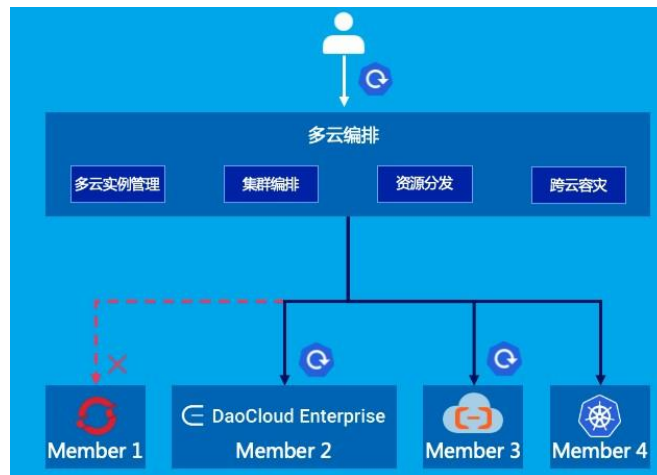 多云编排
多云实例管理
集群编排
资源分发
跨云容灾
DaoCloud Enterprise
Member 1
Member 2
Member 3
Member 4